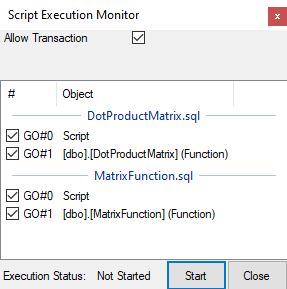 Script Execution Monitor
Allow Transaction
# Object
DotProductMatrix.sql
GO#0 Script
GO#1 [dbo].[DotProductMatrix] (Function)
MatrixFunction.sql
GO#0 Script
GO#1 [dbo].[MatrixFunction] (Function)
Execution Status: Not Started Start Close